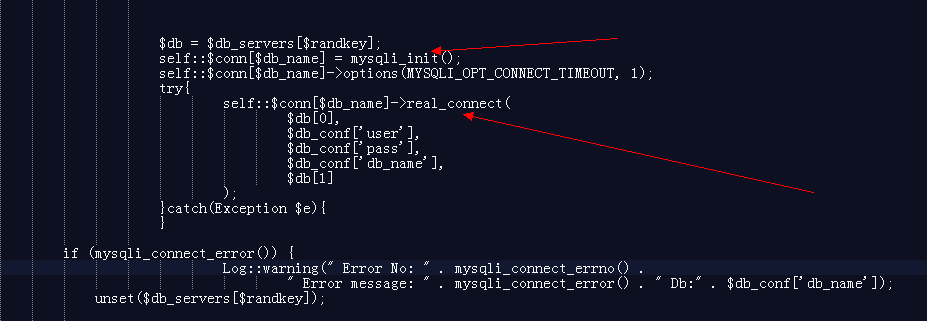 $db = $db_servers[$randkey];
self::$conn[$db_name] = mysqli_init();
self::$conn[$db_name]->options(MYSQLI_OPT_CONNECT_TIMEOUT, 1);
try{
self::$conn[$db_name]->real_connect(
$db[0],
$db_conf['user'],
$db_conf['pass'],
$db_conf['db_name'],
$db[1]
);
}catch(Exception $e){
}
if (mysqli_connect_error()) {
Log::warning(" Error No: " . mysqli_connect_errno() .
" Error message: " . mysqli_connect_error() . " Db:" . $db_conf['db_name']);
unset($db_servers[$randkey]);